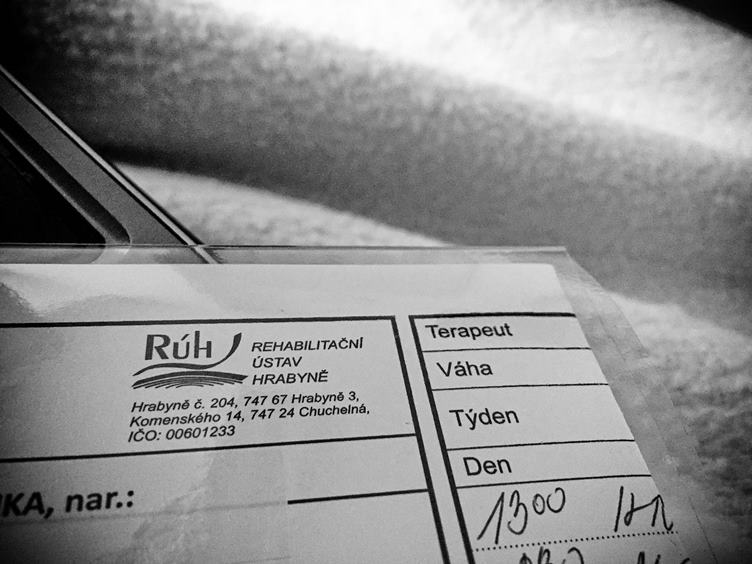 RÚH
REHABILITAČNÍ
ÚSTAV
HRABYNĚ
Hrabyně č. 204, 747 67 Hrabyně 3,
Komenského 14, 747 24 Chuchelná,
IČO: 00601233
KA, nar.:
Terapeut
Váha
Týden
Den
1300